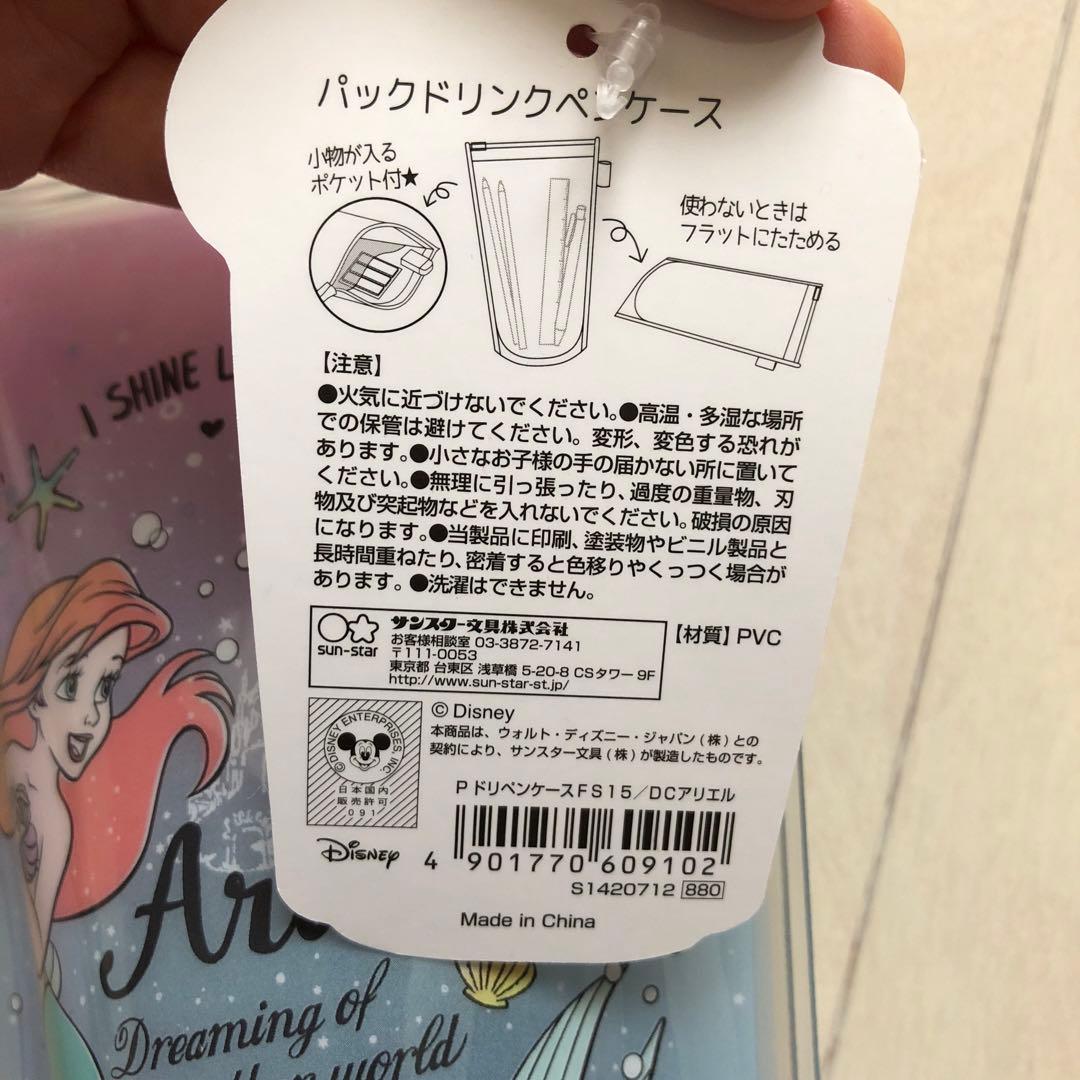 パックドリンクペンケース
小物が入る
ポケット付★
使わないときは
フラットにたためる
【注意】
●火気に近づけないでください。●高温・多湿な場所
での保管は避けてください。変形、変色する恐れが
あります。●小さなお子様の手の届かない所に置いて
ください。●無理に引っ張ったり、過度の重量物、刃
物及び突起物などを入れないでください。破損の原因
になります。●当製品に印刷、塗装物やビニル製品と
長時間重ねたり、密着すると色移りやくっつく場合が
あります。●洗濯はできません。
sun-star
サンスター文具株式会社
お客様相談室 03-3872-7141
〒111-0053
東京都 台東区 浅草橋 5-20-8 CSタワー 9F
http://www.sun-star-st.jp/
【材質】PVC
©DISNEY ENTERPRISES, INC.
日本国内
販売許可
091
© Disney
本商品は、ウォルト・ディズニー・ジャパン(株)との
契約により、サンスター文具(株)が製造したものです。
PドリペンケースFS15/DCアリエル
Disney
4 901770 609102
S1420712 880
Made in China
I SHINE L
Ar
Dreaming of
world